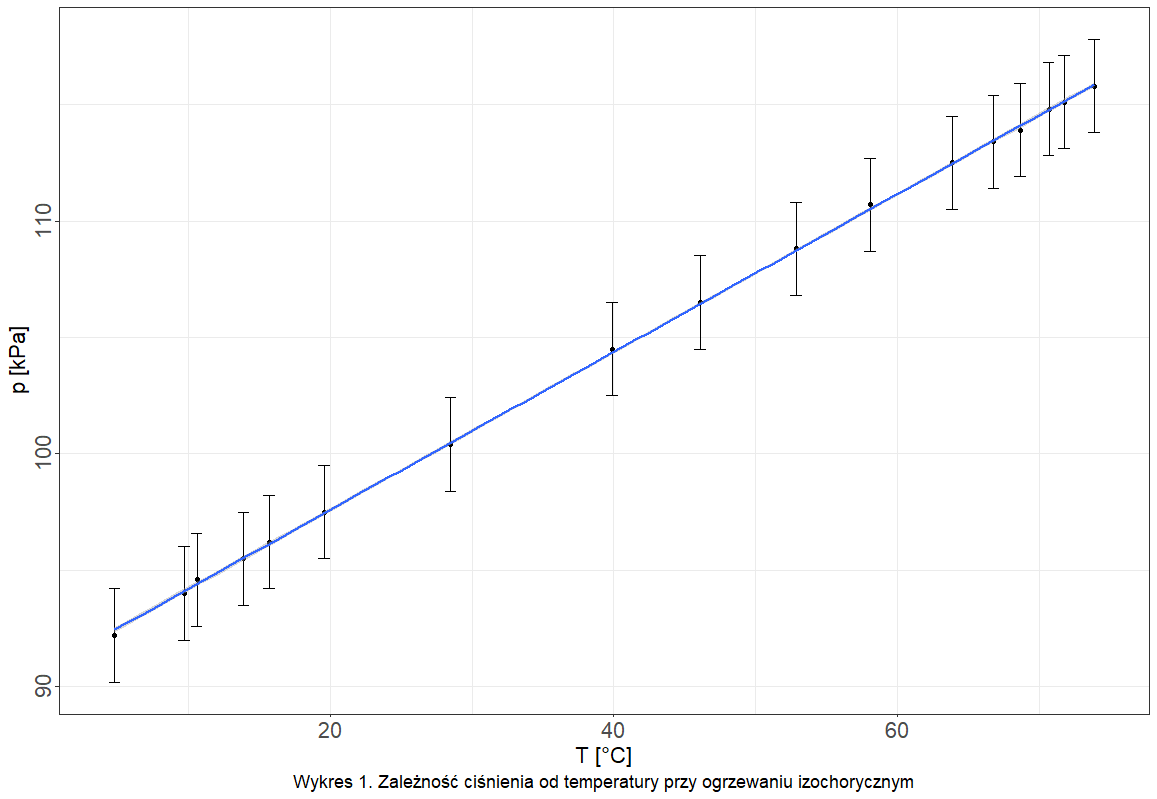 110
100
90
p [kPa]
20 40 60
T [°C]
Wykres 1. Zależność ciśnienia od temperatury przy ogrzewaniu izochorycznym